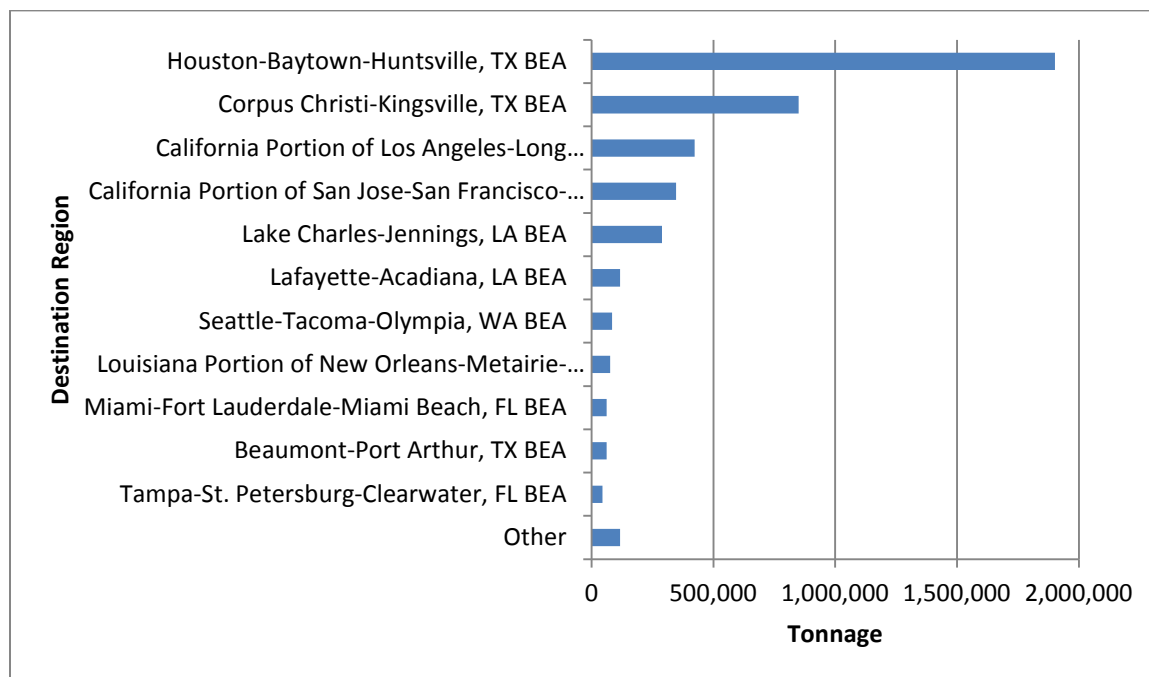 Houston-Baytown-Huntsville, TX BEA
Corpus Christi-Kingsville, TX BEA
California Portion of Los Angeles-Long…
California Portion of San Jose-San Francisco-…
Lake Charles-Jennings, LA BEA
Lafayette-Acadiana, LA BEA
Seattle-Tacoma-Olympia, WA BEA
Louisiana Portion of New Orleans-Metairie-…
Miami-Fort Lauderdale-Miami Beach, FL BEA
Beaumont-Port Arthur, TX BEA
Tampa-St. Petersburg-Clearwater, FL BEA
Other
Destination Region
0 500,000 1,000,000 1,500,000 2,000,000
Tonnage